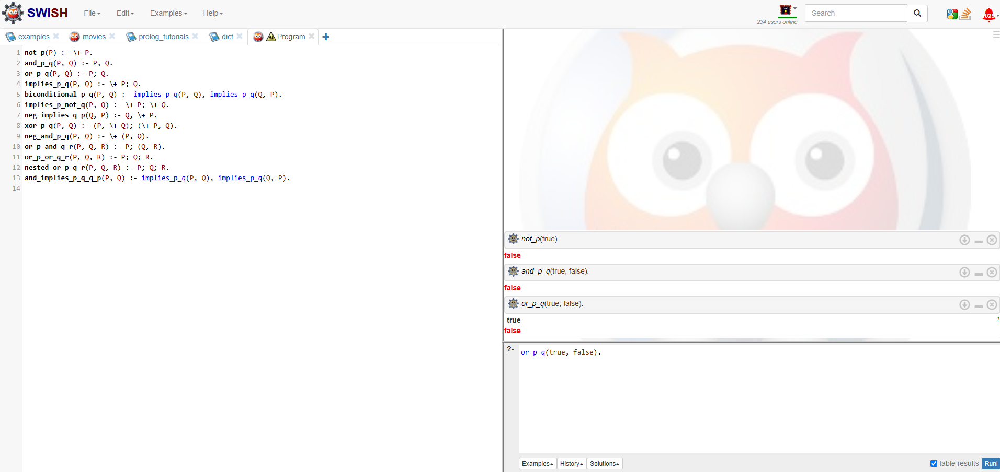 SWISH File Edit Examples Help
234 users online
Search
examples movies prolog_tutorials dict Program
1 not_p(P) :- \+ P.
2 and_p_q(P, Q) :- P, Q.
3 or_p_q(P, Q) :- P; Q.
4 implies_p_q(P, Q) :- \+ P; Q.
5 biconditional_p_q(P, Q) :- implies_p_q(P, Q), implies_p_q(Q, P).
6 implies_p_not_q(P, Q) :- \+ P; \+ Q.
7 neg_implies_q_p(Q, P) :- Q, \+ P.
8 xor_p_q(P, Q) :- (P, \+ Q); (\+ P, Q).
9 neg_and_p_q(P, Q) :- \+ (P, Q).
10 or_p_and_q_r(P, Q, R) :- P; (Q, R).
11 or_p_or_q_r(P, Q, R) :- P; Q; R.
12 nested_or_p_q_r(P, Q, R) :- P; Q; R.
13 and_implies_p_q_q_p(P, Q) :- implies_p_q(P, Q), implies_p_q(Q, P).
14
not_p(true)
false
and_p_q(true, false).
false
or_p_q(true, false).
true 1
false
?- or_p_q(true, false).
Examples History Solutions table results Run!